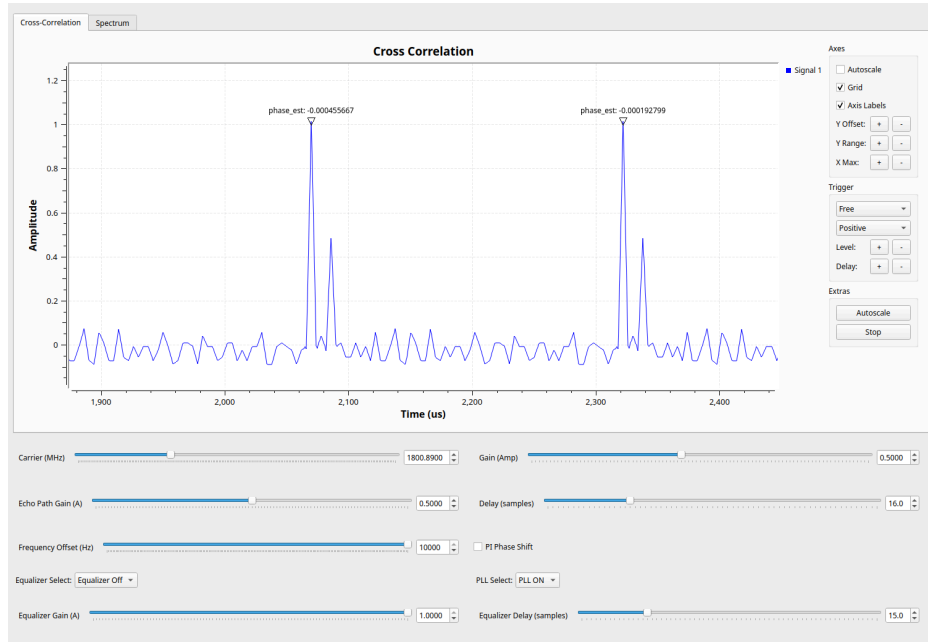 Cross-Correlation Spectrum
Cross Correlation
Signal 1
phase_est: -0.000455667 phase_est: -0.000192799
Amplitude
1.2
1
0.8
0.6
0.4
0.2
0
1,900 2,000 2,100 2,200 2,300 2,400
Time (us)
Axes
Autoscale
Grid
Axis Labels
Y Offset: + -
Y Range: + -
X Max: + -
Trigger
Free
Positive
Level: + -
Delay: + -
Extras
Autoscale
Stop
Carrier (MHz) 1800.8900 Gain (Amp) 0.5000
Echo Path Gain (A) 0.5000 Delay (samples) 16.0
Frequency Offset (Hz) 10000 PI Phase Shift
Equalizer Select: Equalizer Off PLL Select: PLL ON
Equalizer Gain (A) 1.0000 Equalizer Delay (samples) 15.0